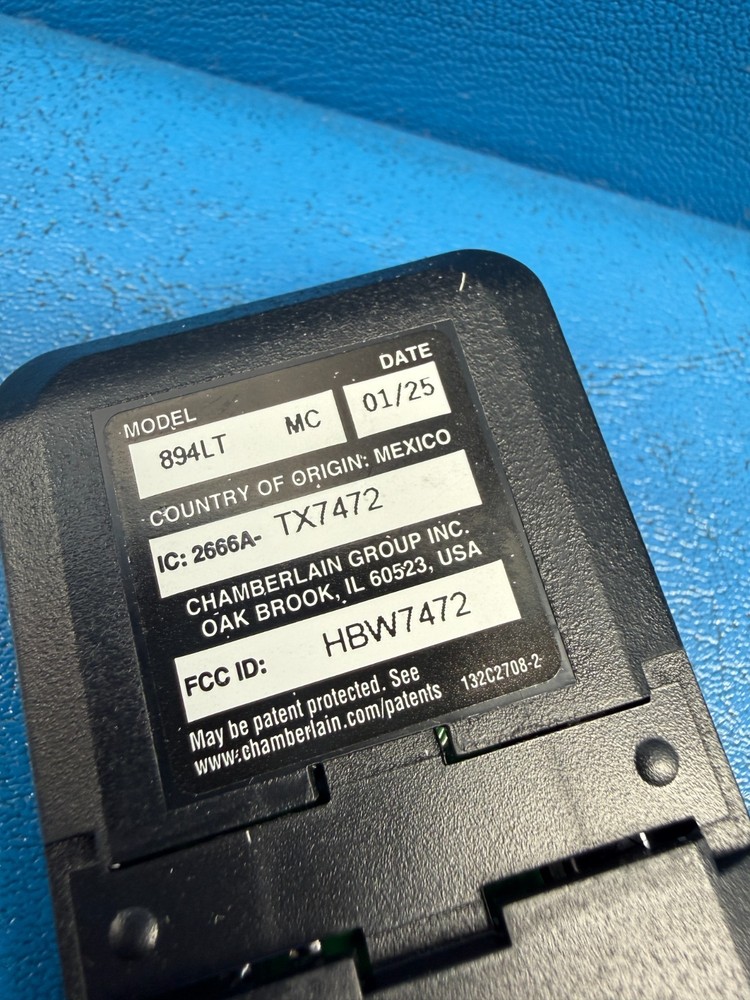 DATE
MODEL
894LT MC 01/25
COUNTRY OF ORIGIN: MEXICO
IC: 2666A- TX7472
CHAMBERLAIN GROUP INC.
OAK BROOK, IL 60523, USA
FCC ID: HBW7472
May be patent protected. See
www.chamberlain.com/patents 132C2708-2